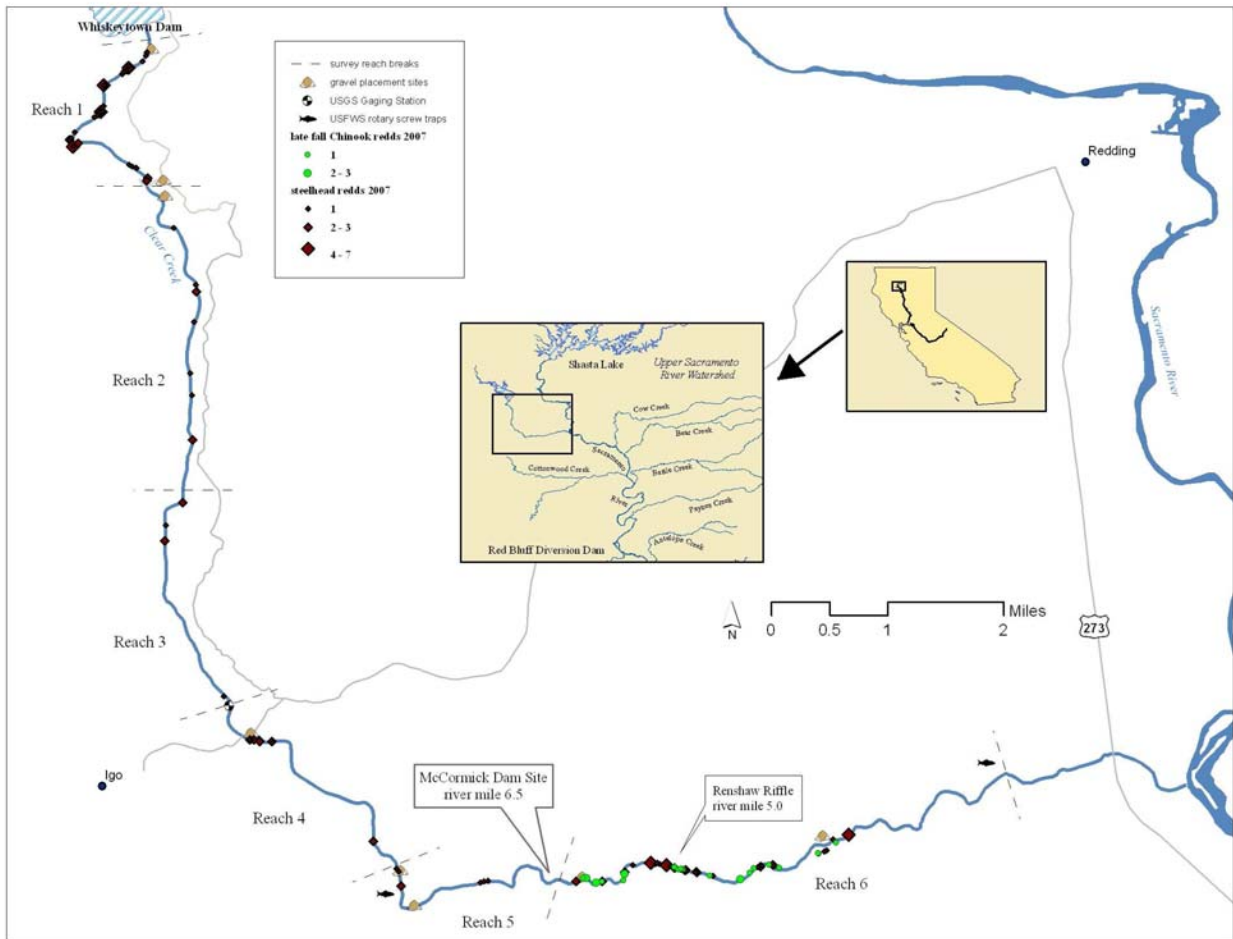 Whiskeytown Dam
survey reach breaks
gravel placement sites
USGS Gaging Station
USFWS rotary screw traps
late fall Chinook redds 2007
1
2 - 3
steelhead redds 2007
1
2 - 3
4 - 7
Reach 1
Redding
Clear Creek
Sacramento River
Reach 2
Shasta Lake
Upper Sacramento
River Watershed
Cow Creek
Bear Creek
Sacramento
River
Cottonwood Creek
Battle Creek
Paynes Creek
Antelope Creek
Red Bluff Diversion Dam
N
0 0.5 1 2
Miles
273
Reach 3
Igo
McCormick Dam Site
river mile 6.5
Renshaw Riffle
river mile 5.0
Reach 4
Reach 5
Reach 6